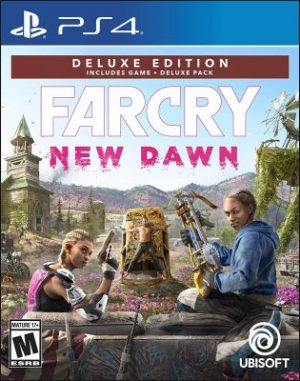 PS4
DELUXE EDITION
INCLUDES GAME + DELUXE PACK
FARCRY
NEW DAWN
MATURE 17+
M
ESRB
UBISOFT